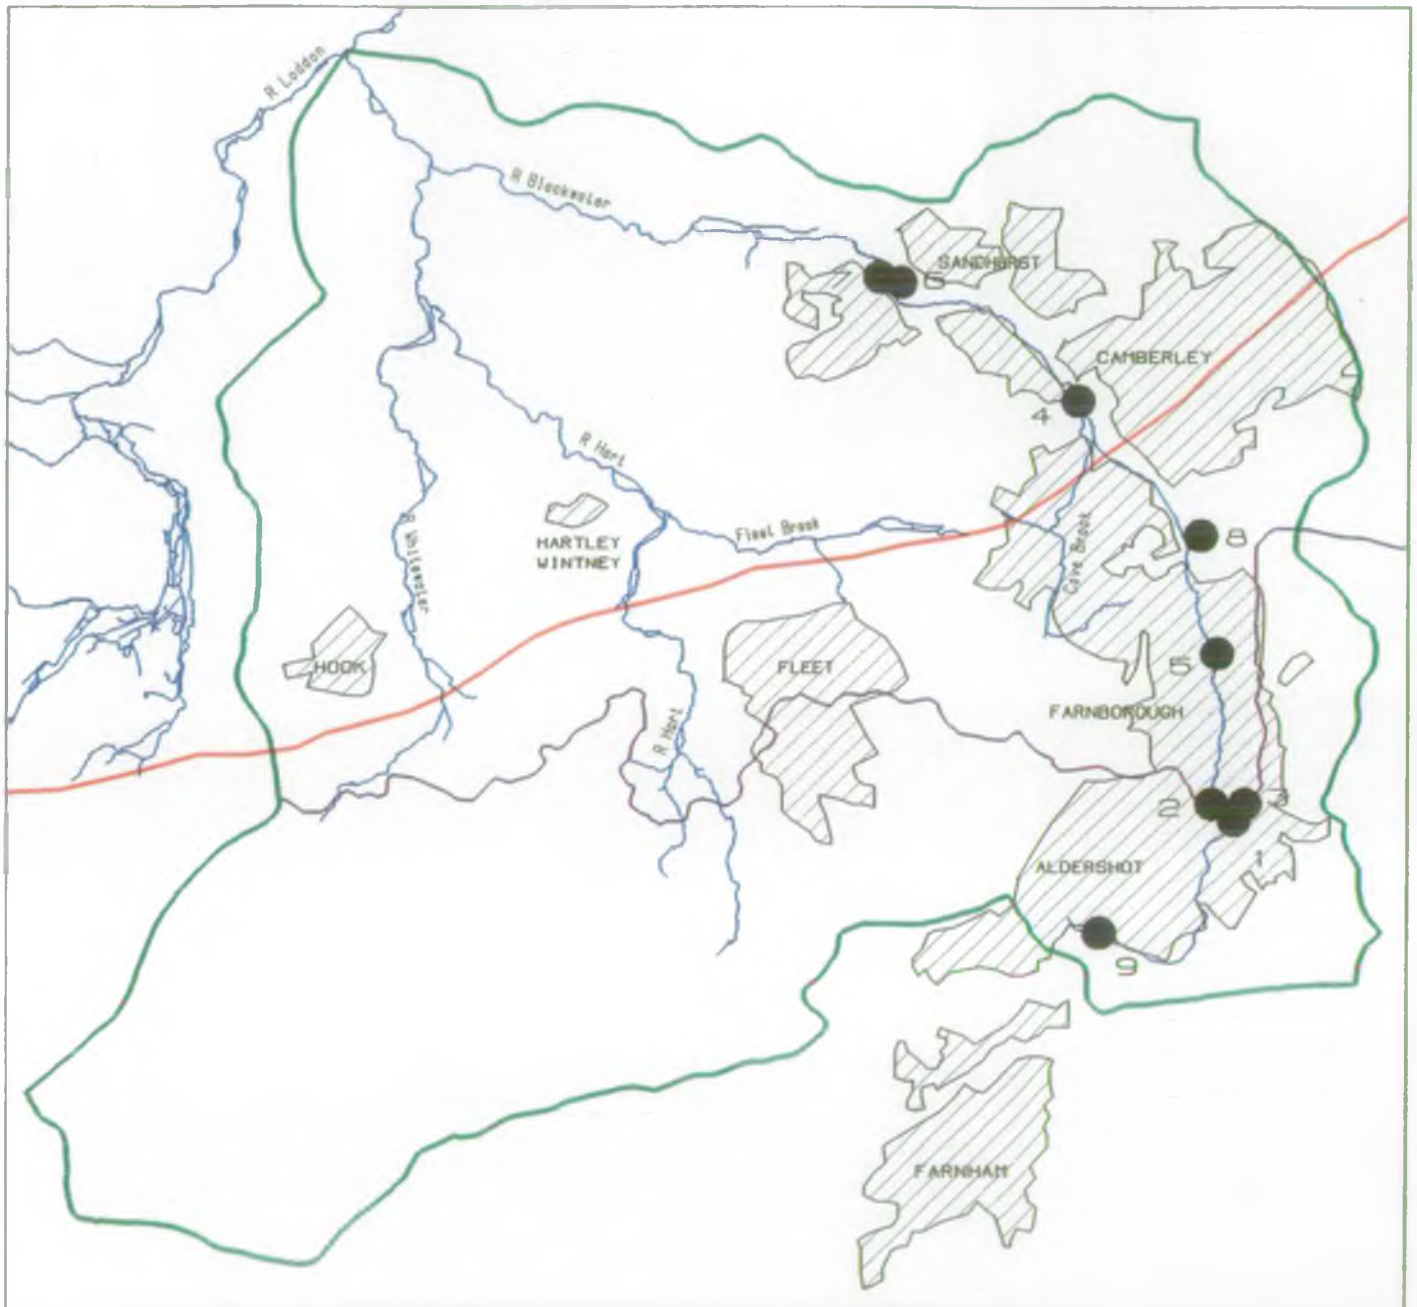 R Loddon
R Blackwater
SANDHURST
7
6
CAMBERLEY
4
R Hart
Fleet Brook
HARTLEY
WINTNEY
R Whitewater
Cove Brook
8
HOOK
FLEET
5
FARNBOROUGH
R Hart
2
3
1
ALDERSHOT
9
FARNHAM